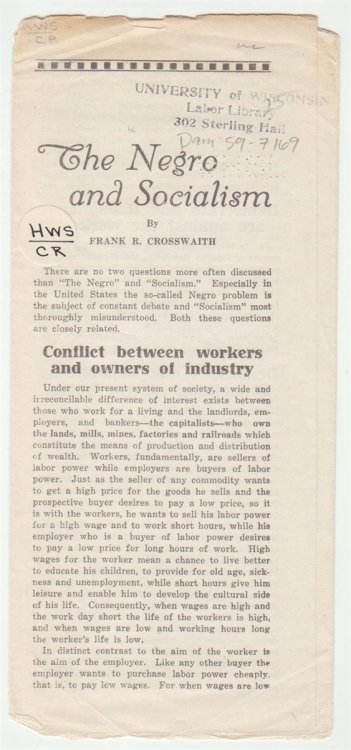 HWS
CR
UNIVERSITY of WISCONSIN
Labor Library
302 Sterling Hall
Pam 59-7169
The Negro
and Socialism
By
FRANK R. CROSSWAITH
HWS
CR
There are no two questions more often discussed
than "The Negro" and "Socialism." Especially in
the United States the so-called Negro problem is
the subject of constant debate and "Socialism" most
thoroughly misunderstood. Both these questions
are closely related.
Conflict between workers
and owners of industry
Under our present system of society, a wide and
irreconcilable difference of interest exists between
those who work for a living and the landlords, em-
ployers, and bankers—the capitalists—who own
the lands, mills, mines, factories and railroads which
constitute the means of production and distribution
of wealth. Workers, fundamentally, are sellers of
labor power while employers are buyers of labor
power. Just as the seller of any commodity wants
to get a high price for the goods he sells and the
prospective buyer desires to pay a low price, so it
is with the workers, he wants to sell his labor power
for a high wage and to work short hours, while his
employer who is a buyer of labor power desires
to pay a low price for long hours of work. High
wages for the worker mean a chance to live better
to educate his children, to provide for old age, sick-
ness and unemployment, while short hours give him
leisure and enable him to develop the cultural side
of his life. Consequently, when wages are high and
the work day short the life of the workers is high,
and when wages are low and working hours long
the worker's life is low.
In distinct contrast to the aim of the worker is
the aim of the employer. Like any other buyer the
employer wants to purchase labor power cheaply.
that is, to pay low wages. For when wages are low